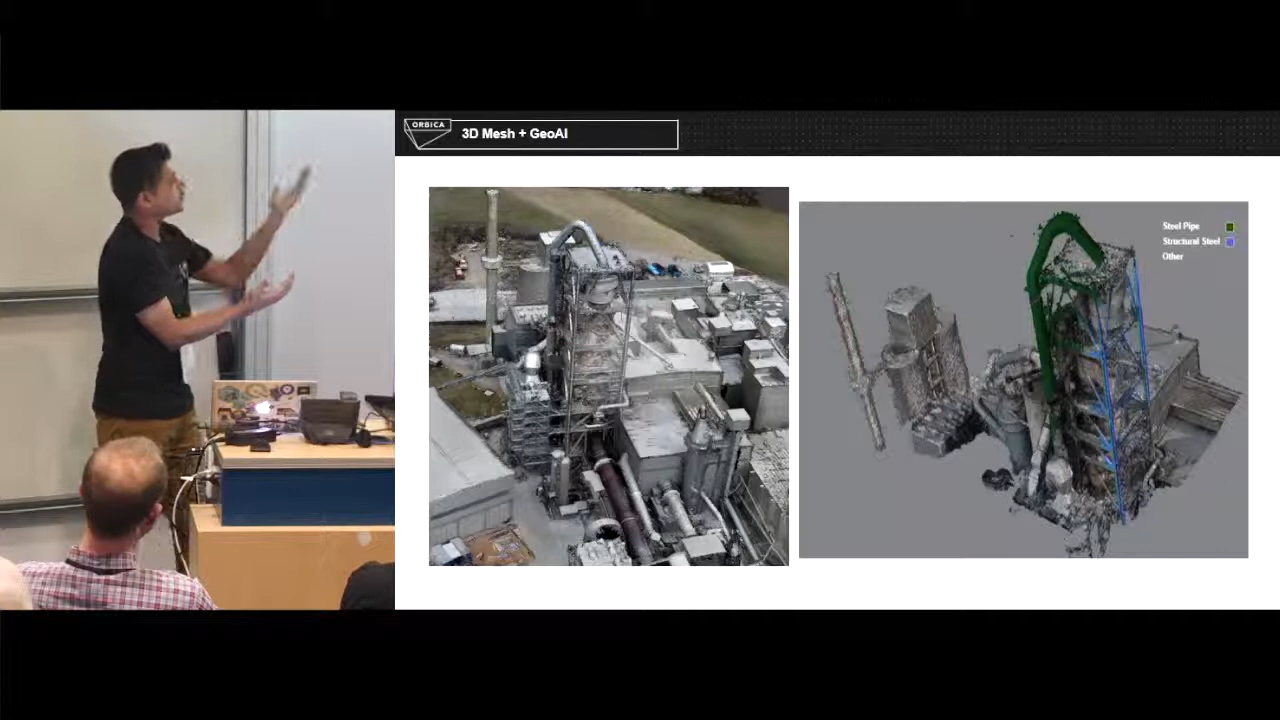 ORBICA
3D Mesh + GeoAI
Steel Pipe
Structural Steel
Other